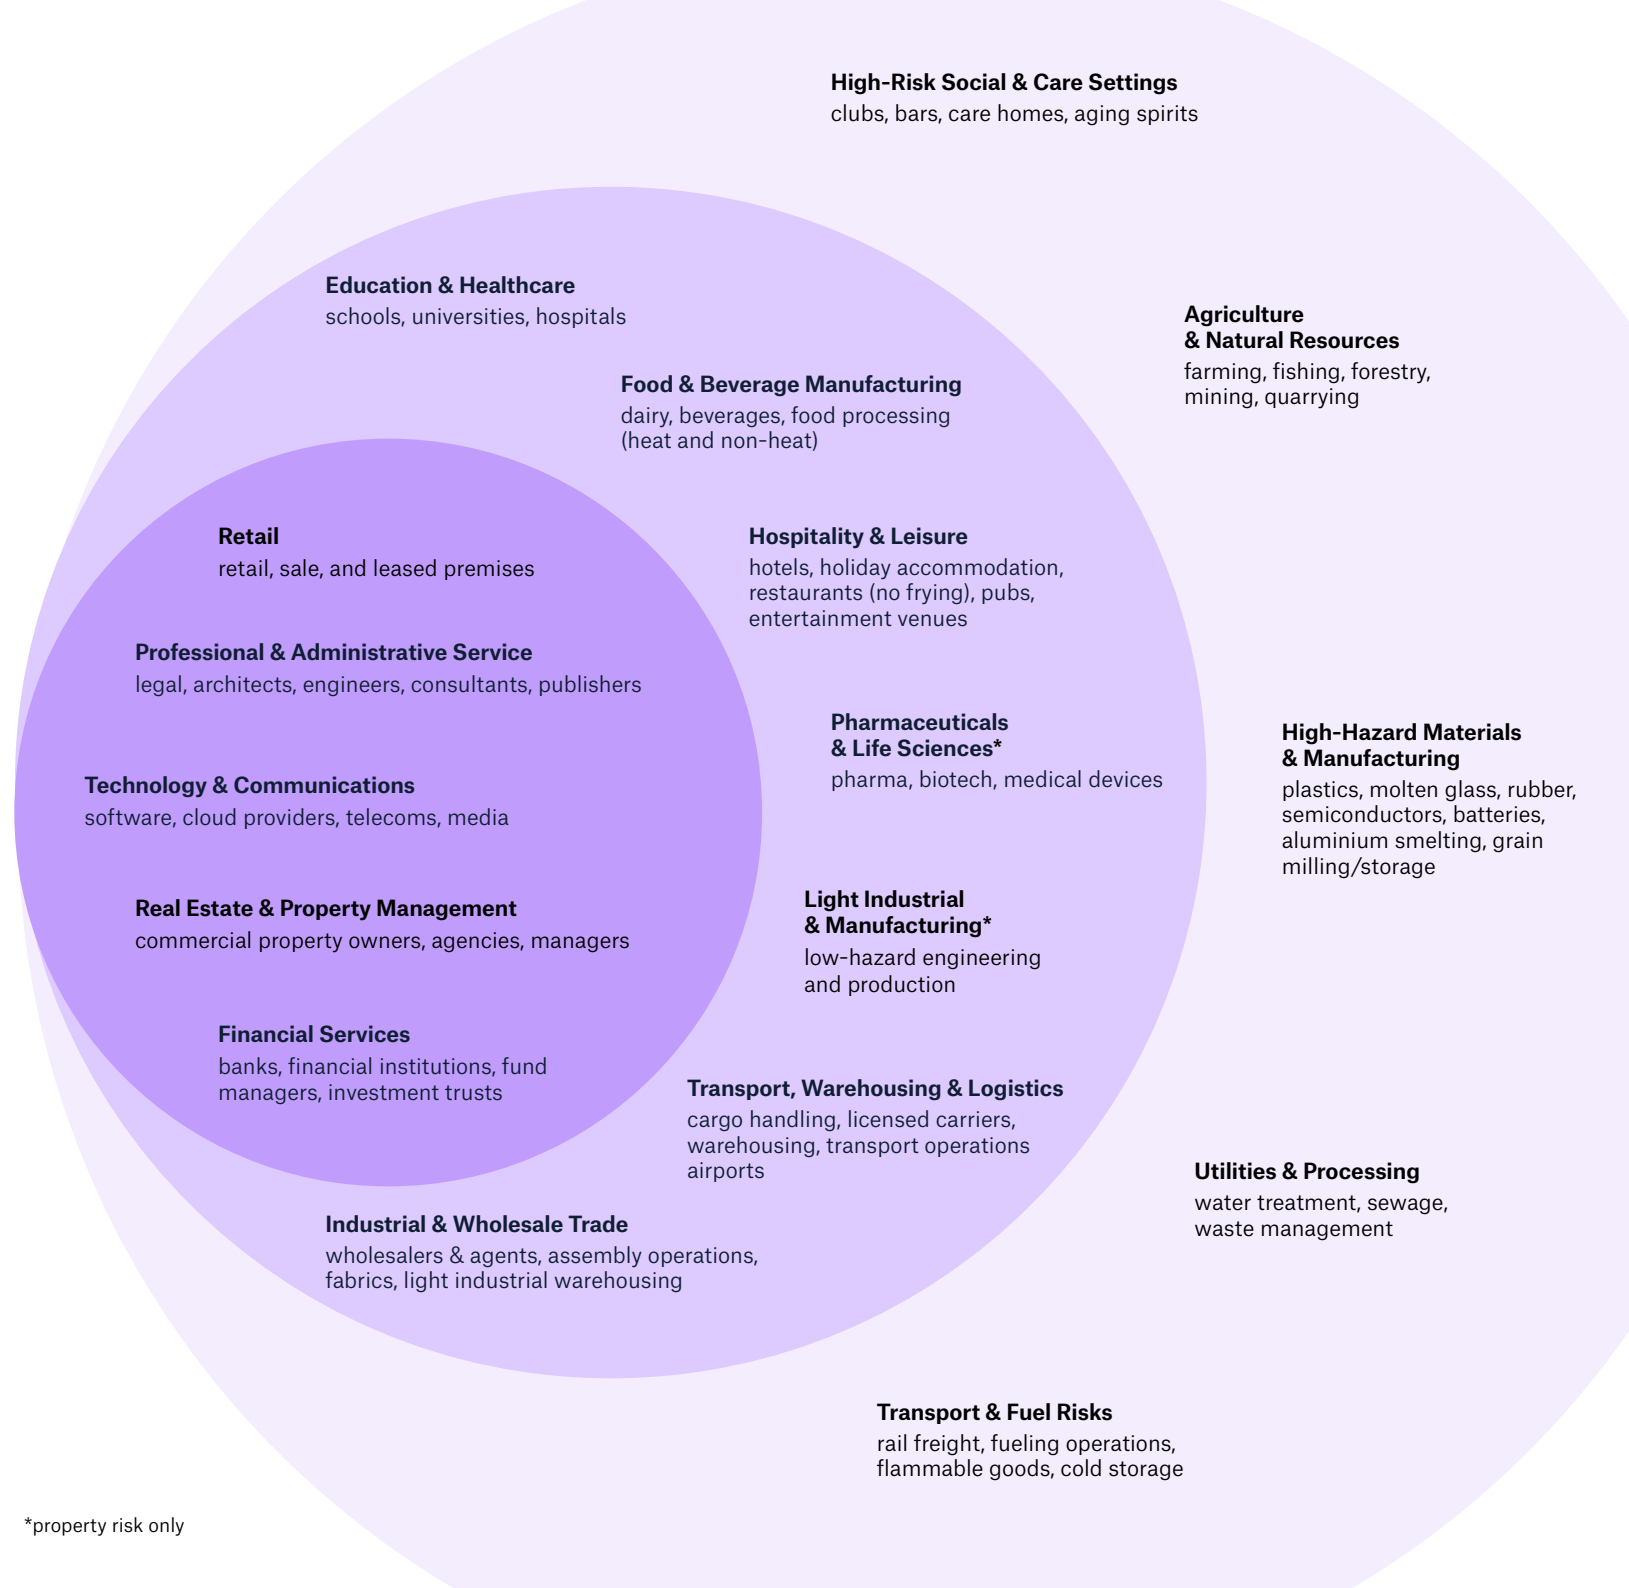 High-Risk Social & Care Settings
clubs, bars, care homes, aging spirits
Education & Healthcare
schools, universities, hospitals
Agriculture
& Natural Resources
farming, fishing, forestry,
mining, quarrying
Food & Beverage Manufacturing
dairy, beverages, food processing
(heat and non-heat)
Retail
retail, sale, and leased premises
Hospitality & Leisure
hotels, holiday accommodation,
restaurants (no frying), pubs,
entertainment venues
Professional & Administrative Service
legal, architects, engineers, consultants, publishers
Pharmaceuticals
& Life Sciences*
pharma, biotech, medical devices
High-Hazard Materials
& Manufacturing
plastics, molten glass, rubber,
semiconductors, batteries,
aluminium smelting, grain
milling/storage
Technology & Communications
software, cloud providers, telecoms, media
Real Estate & Property Management
commercial property owners, agencies, managers
Light Industrial
& Manufacturing*
low-hazard engineering
and production
Financial Services
banks, financial institutions, fund
managers, investment trusts
Transport, Warehousing & Logistics
cargo handling, licensed carriers,
warehousing, transport operations
airports
Utilities & Processing
water treatment, sewage,
waste management
Industrial & Wholesale Trade
wholesalers & agents, assembly operations,
fabrics, light industrial warehousing
Transport & Fuel Risks
rail freight, fueling operations,
flammable goods, cold storage
*property risk only